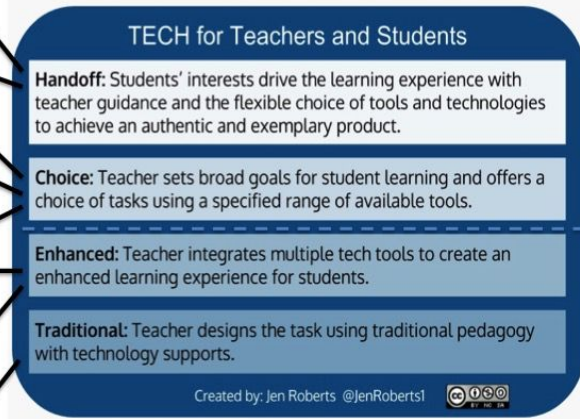 TECH for Teachers and Students
Handoff: Students' interests drive the learning experience with
teacher guidance and the flexible choice of tools and technologies
to achieve an authentic and exemplary product.
Choice: Teacher sets broad goals for student learning and offers a
choice of tasks using a specified range of available tools.
Enhanced: Teacher integrates multiple tech tools to create an
enhanced learning experience for students.
Traditional: Teacher designs the task using traditional pedagogy
with technology supports.
Created by: Jen Roberts @JenRoberts1